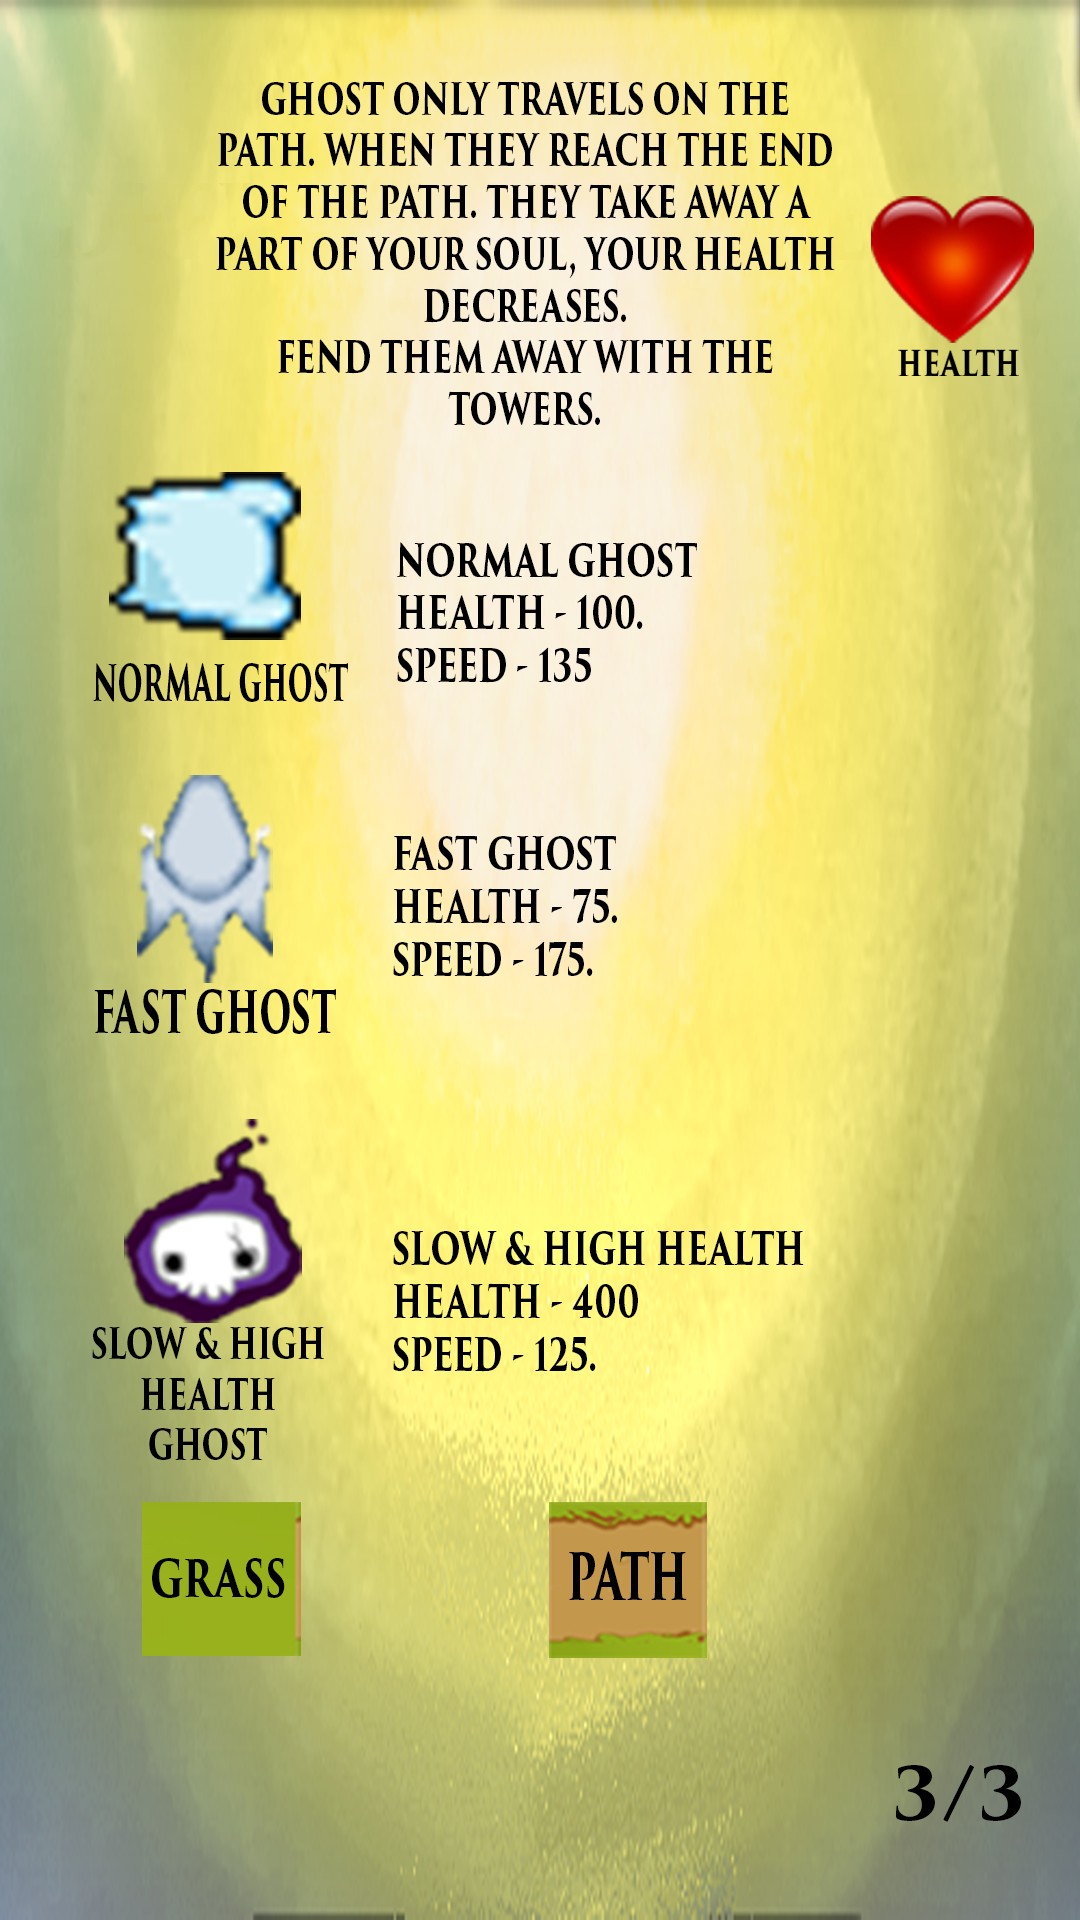 GHOST ONLY TRAVELS ON THE
PATH. WHEN THEY REACH THE END
OF THE PATH. THEY TAKE AWAY A
PART OF YOUR SOUL, YOUR HEALTH
DECREASES.
FEND THEM AWAY WITH THE
TOWERS.
HEALTH
NORMAL GHOST
HEALTH - 100.
SPEED - 135
NORMAL GHOST
FAST GHOST
HEALTH - 75.
SPEED - 175.
FAST GHOST
SLOW & HIGH HEALTH
HEALTH - 400
SPEED - 125.
SLOW & HIGH
HEALTH
GHOST
GRASS
PATH
3/3